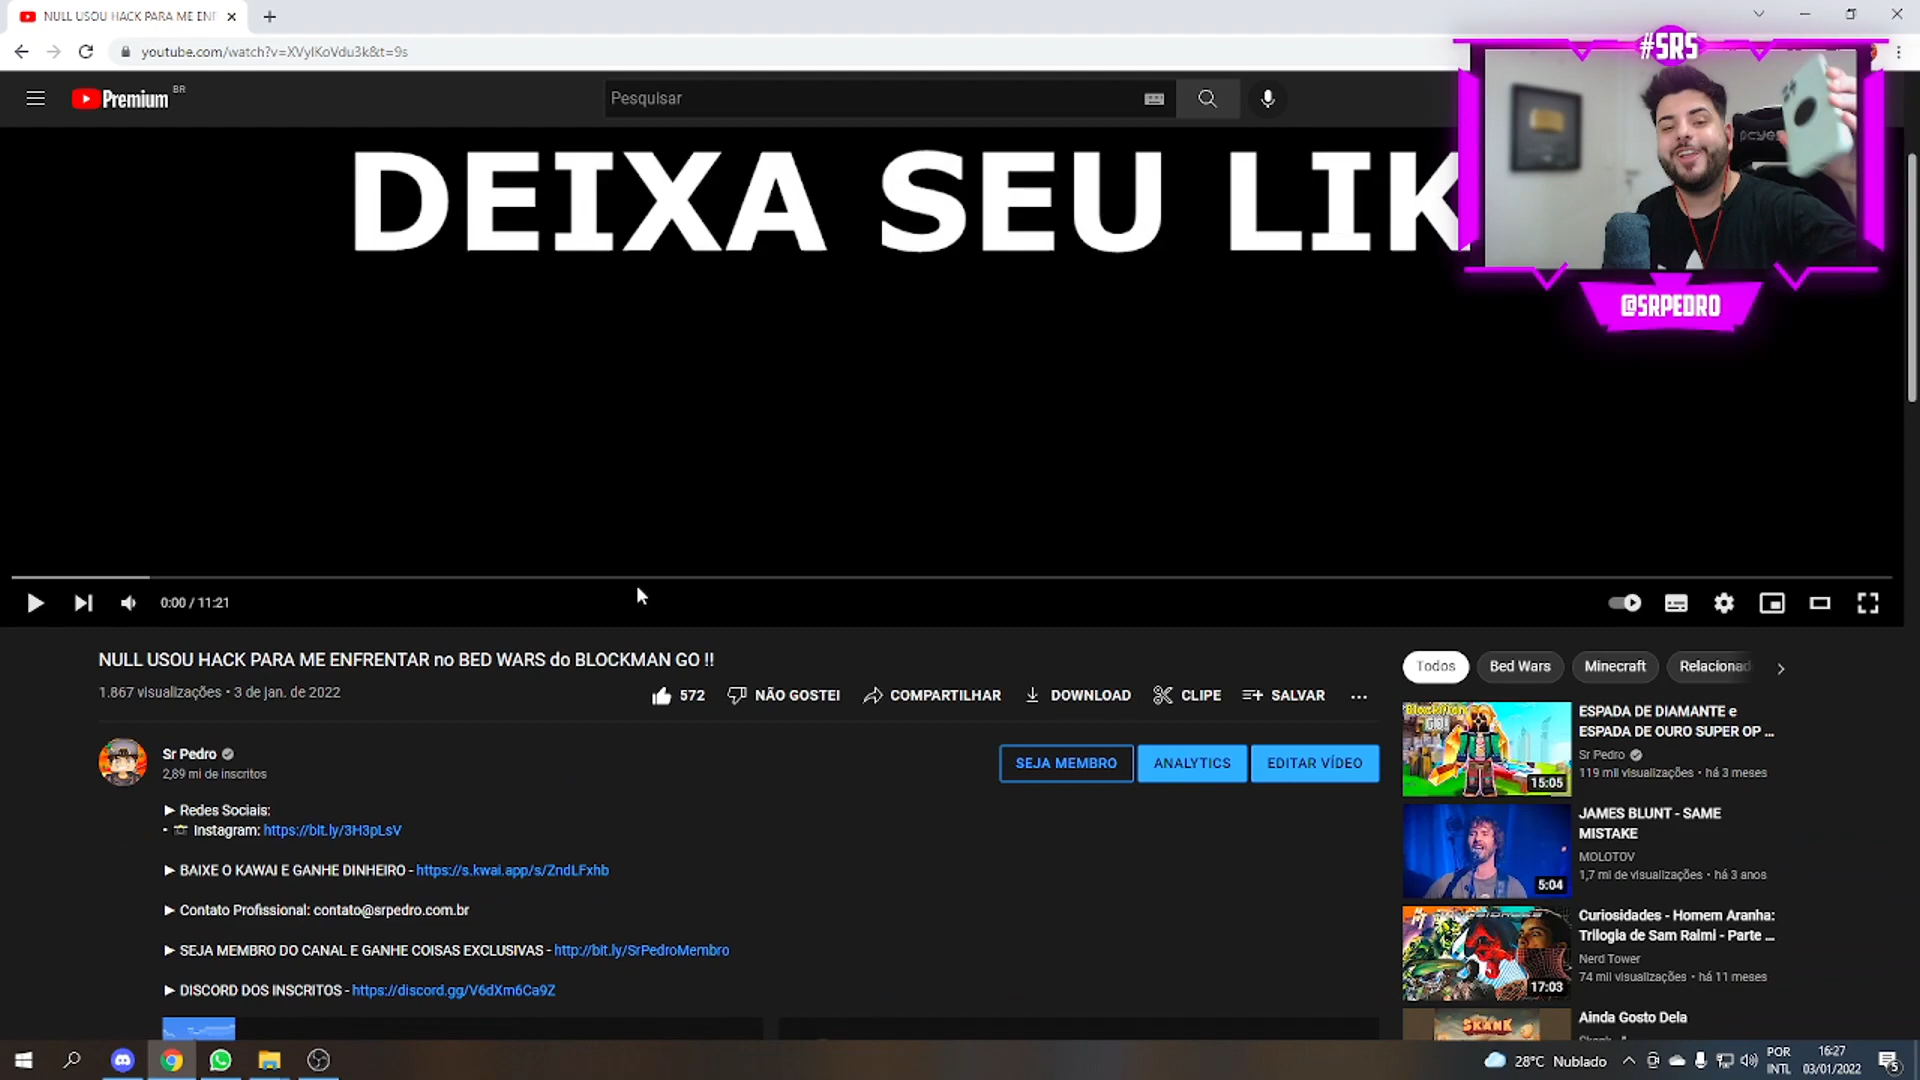 NULL USOU HACK PARA ME ENF
youtube.com/watch?v=XVyIKoVdu3k&t=9s
Premium BR
Pesquisar
#SRS
pcyes
@SRPEDRO
DEIXA SEU LIK
0:00 / 11:21
NULL USOU HACK PARA ME ENFRENTAR no BED WARS do BLOCKMAN GO !!
1.867 visualizações • 3 de jan. de 2022
572
NÃO GOSTEI
COMPARTILHAR
DOWNLOAD
CLIPE
SALVAR
Sr Pedro
2,89 mi de inscritos
SEJA MEMBRO
ANALYTICS
EDITAR VÍDEO
► Redes Sociais:
• Instagram: https://bit.ly/3H3pLsV
► BAIXE O KAWAI E GANHE DINHEIRO - https://s.kwai.app/s/ZndLFxhb
► Contato Profissional: contato@srpedro.com.br
► SEJA MEMBRO DO CANAL E GANHE COISAS EXCLUSIVAS - http://bit.ly/SrPedroMembro
► DISCORD DOS INSCRITOS - https://discord.gg/V6dXm6Ca9Z
Todos
Bed Wars
Minecraft
Relacionad
Blockman
GO!
15:05
ESPADA DE DIAMANTE e
ESPADA DE OURO SUPER OP ...
Sr Pedro
119 mil visualizações • há 3 meses
5:04
JAMES BLUNT - SAME
MISTAKE
MOLOTOV
1,7 mi de visualizações • há 3 anos
17:03
Curiosidades - Homem Aranha:
Trilogia de Sam Raimi - Parte ...
Nerd Tower
74 mil visualizações • há 11 meses
SKANK
Ainda Gosto Dela
28°C Nublado
POR
INTL
16:27
03/01/2022
5